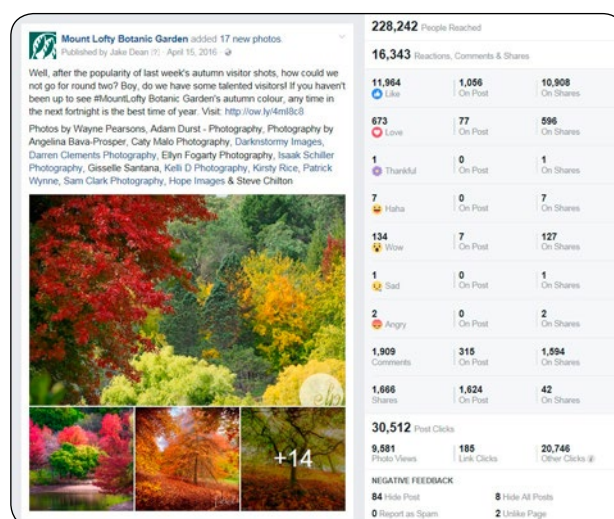 Mount Lofty Botanic Garden added 17 new photos
Published by Jake Dean [?] · April 15, 2016 ·
Well, after the popularity of last week's autumn visitor shots, how could we
not go for round two? Boy, do we have some talented visitors! If you haven't
been up to see #MountLofty Botanic Garden's autumn colour, any time in
the next fortnight is the best time of year. Visit: http://ow.ly/4ml8c8
Photos by Wayne Pearsons, Adam Durst - Photography, Photography by
Angelina Bava-Prosper, Caty Malo Photography, Darknstormy Images,
Darren Clements Photography, Ellyn Fogarty Photography, Isaak Schiller
Photography, Gisselle Santana, Kelli D Photography, Kirsty Rice, Patrick
Wynne, Sam Clark Photography, Hope Images & Steve Chilton
+14
228,242 People Reached
16,343 Reactions, Comments & Shares
11,964 1,056 10,908
Like On Post On Shares
673 77 596
Love On Post On Shares
1 0 1
Thankful On Post On Shares
7 0 7
Haha On Post On Shares
134 7 127
Wow On Post On Shares
1 0 1
Sad On Post On Shares
2 0 2
Angry On Post On Shares
1,909 315 1,594
Comments On Post On Shares
1,666 1,624 42
Shares On Post On Shares
30,512 Post Clicks
9,581 185 20,746
Photo Views Link Clicks Other Clicks
NEGATIVE FEEDBACK
84 Hide Post 8 Hide All Posts
0 Report as Spam 2 Unlike Page